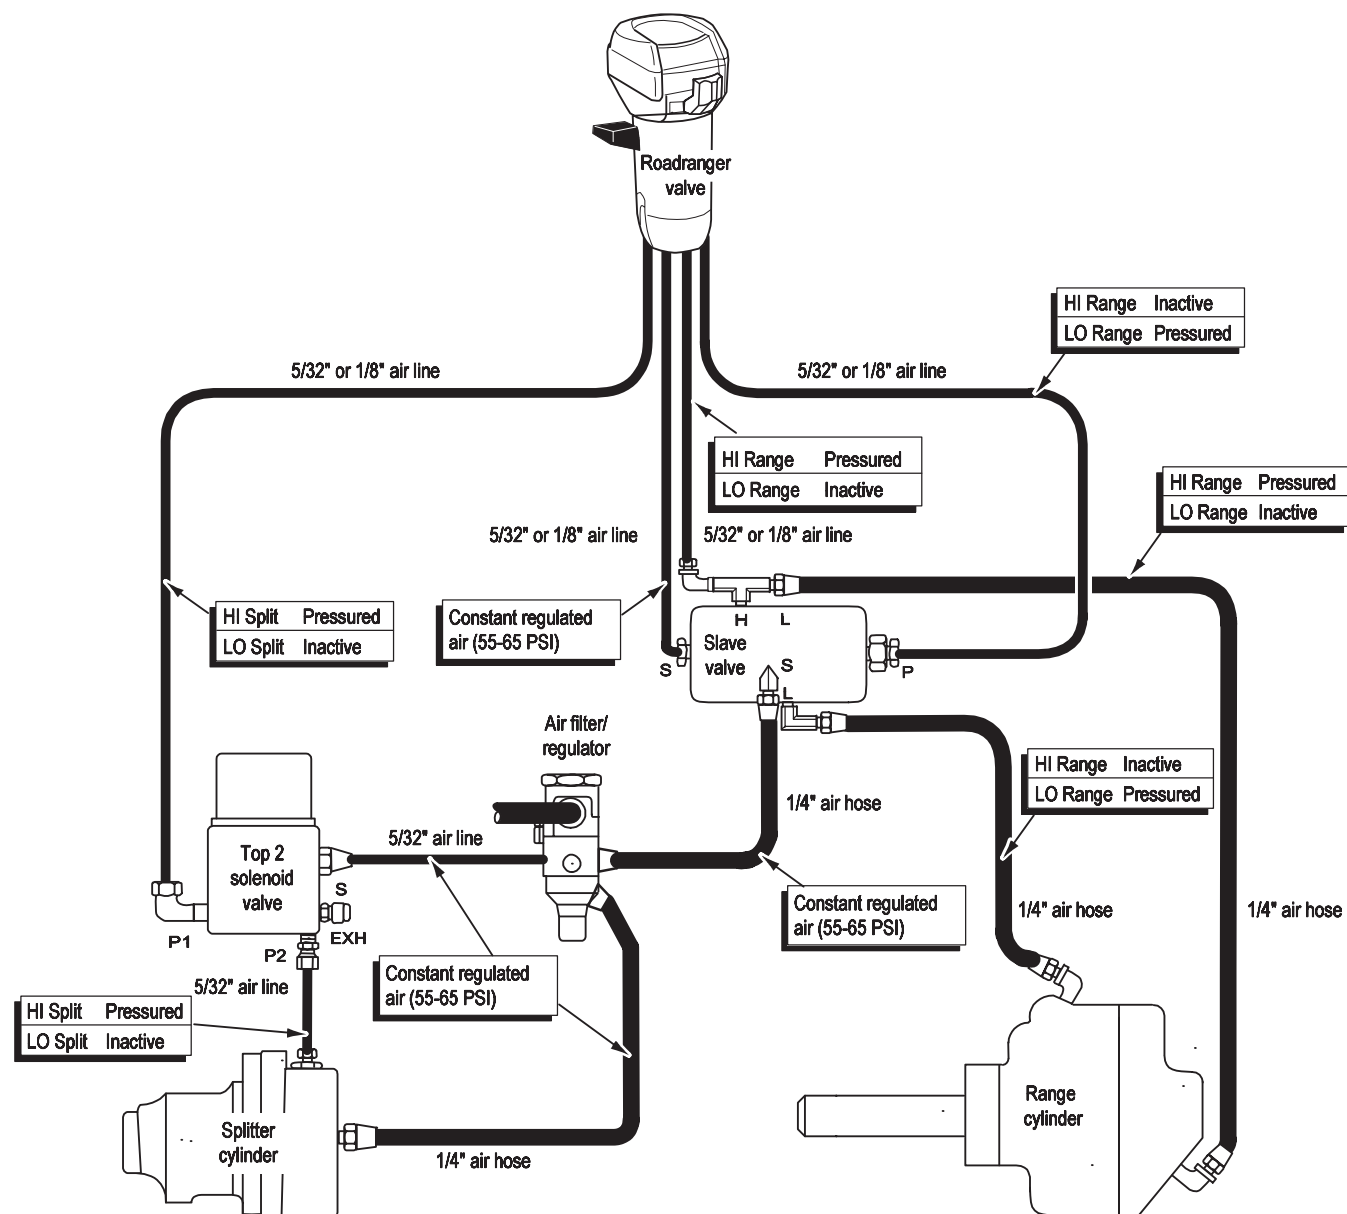 Roadranger
valve
HI Range Inactive
LO Range Pressured
5/32" or 1/8" air line
5/32" or 1/8" air line
HI Range Pressured
LO Range Inactive
HI Range Pressured
LO Range Inactive
5/32" or 1/8" air line
5/32" or 1/8" air line
HI Split Pressured
LO Split Inactive
Constant regulated
air (55-65 PSI)
H
L
Slave
valve
S
S
P
L
Air filter/
regulator
HI Range Inactive
LO Range Pressured
1/4" air hose
5/32" air line
Top 2
solenoid
valve
S
Constant regulated
air (55-65 PSI)
1/4" air hose
1/4" air hose
P1
EXH
P2
Constant regulated
air (55-65 PSI)
5/32" air line
HI Split Pressured
LO Split Inactive
Range
cylinder
Splitter
cylinder
1/4" air hose